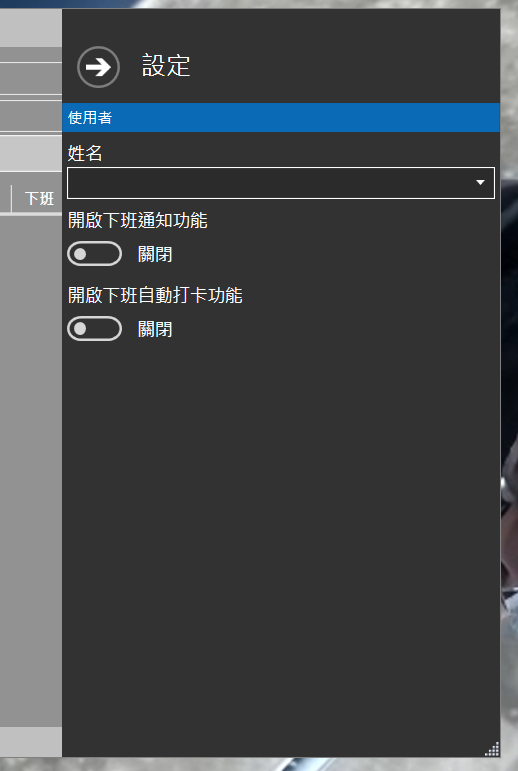 設定
使用者
姓名
下班
開啟下班通知功能
關閉
開啟下班自動打卡功能
關閉